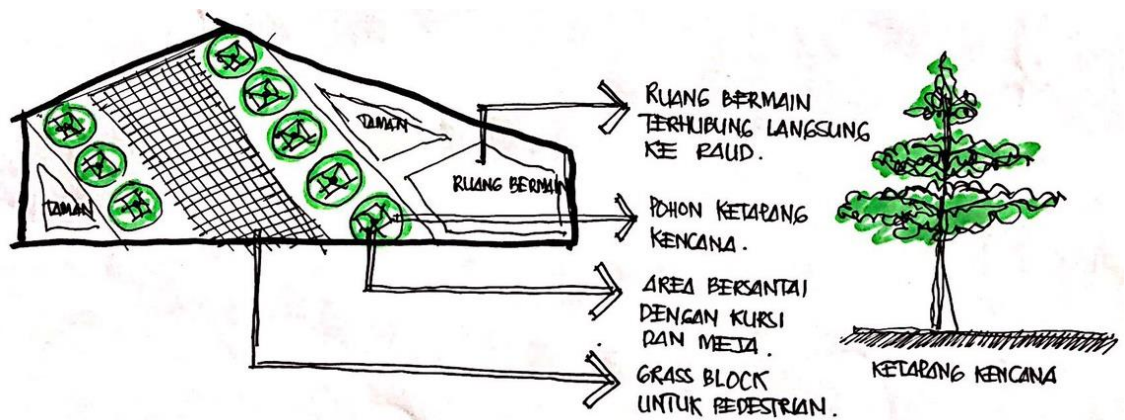 TAMAN
TAMAN
RUANG BERMAIN
RUANG BERMAIN
TERHUBUNG LANGSUNG
KE PAUD.
POHON KETAPANG
KENCANA.
AREA BERSANTAI
DENGAN KURSI
DAN MEJA.
GRASS BLOCK
UNTUK PEDESTRIAN.
KETAPANG KENCANA